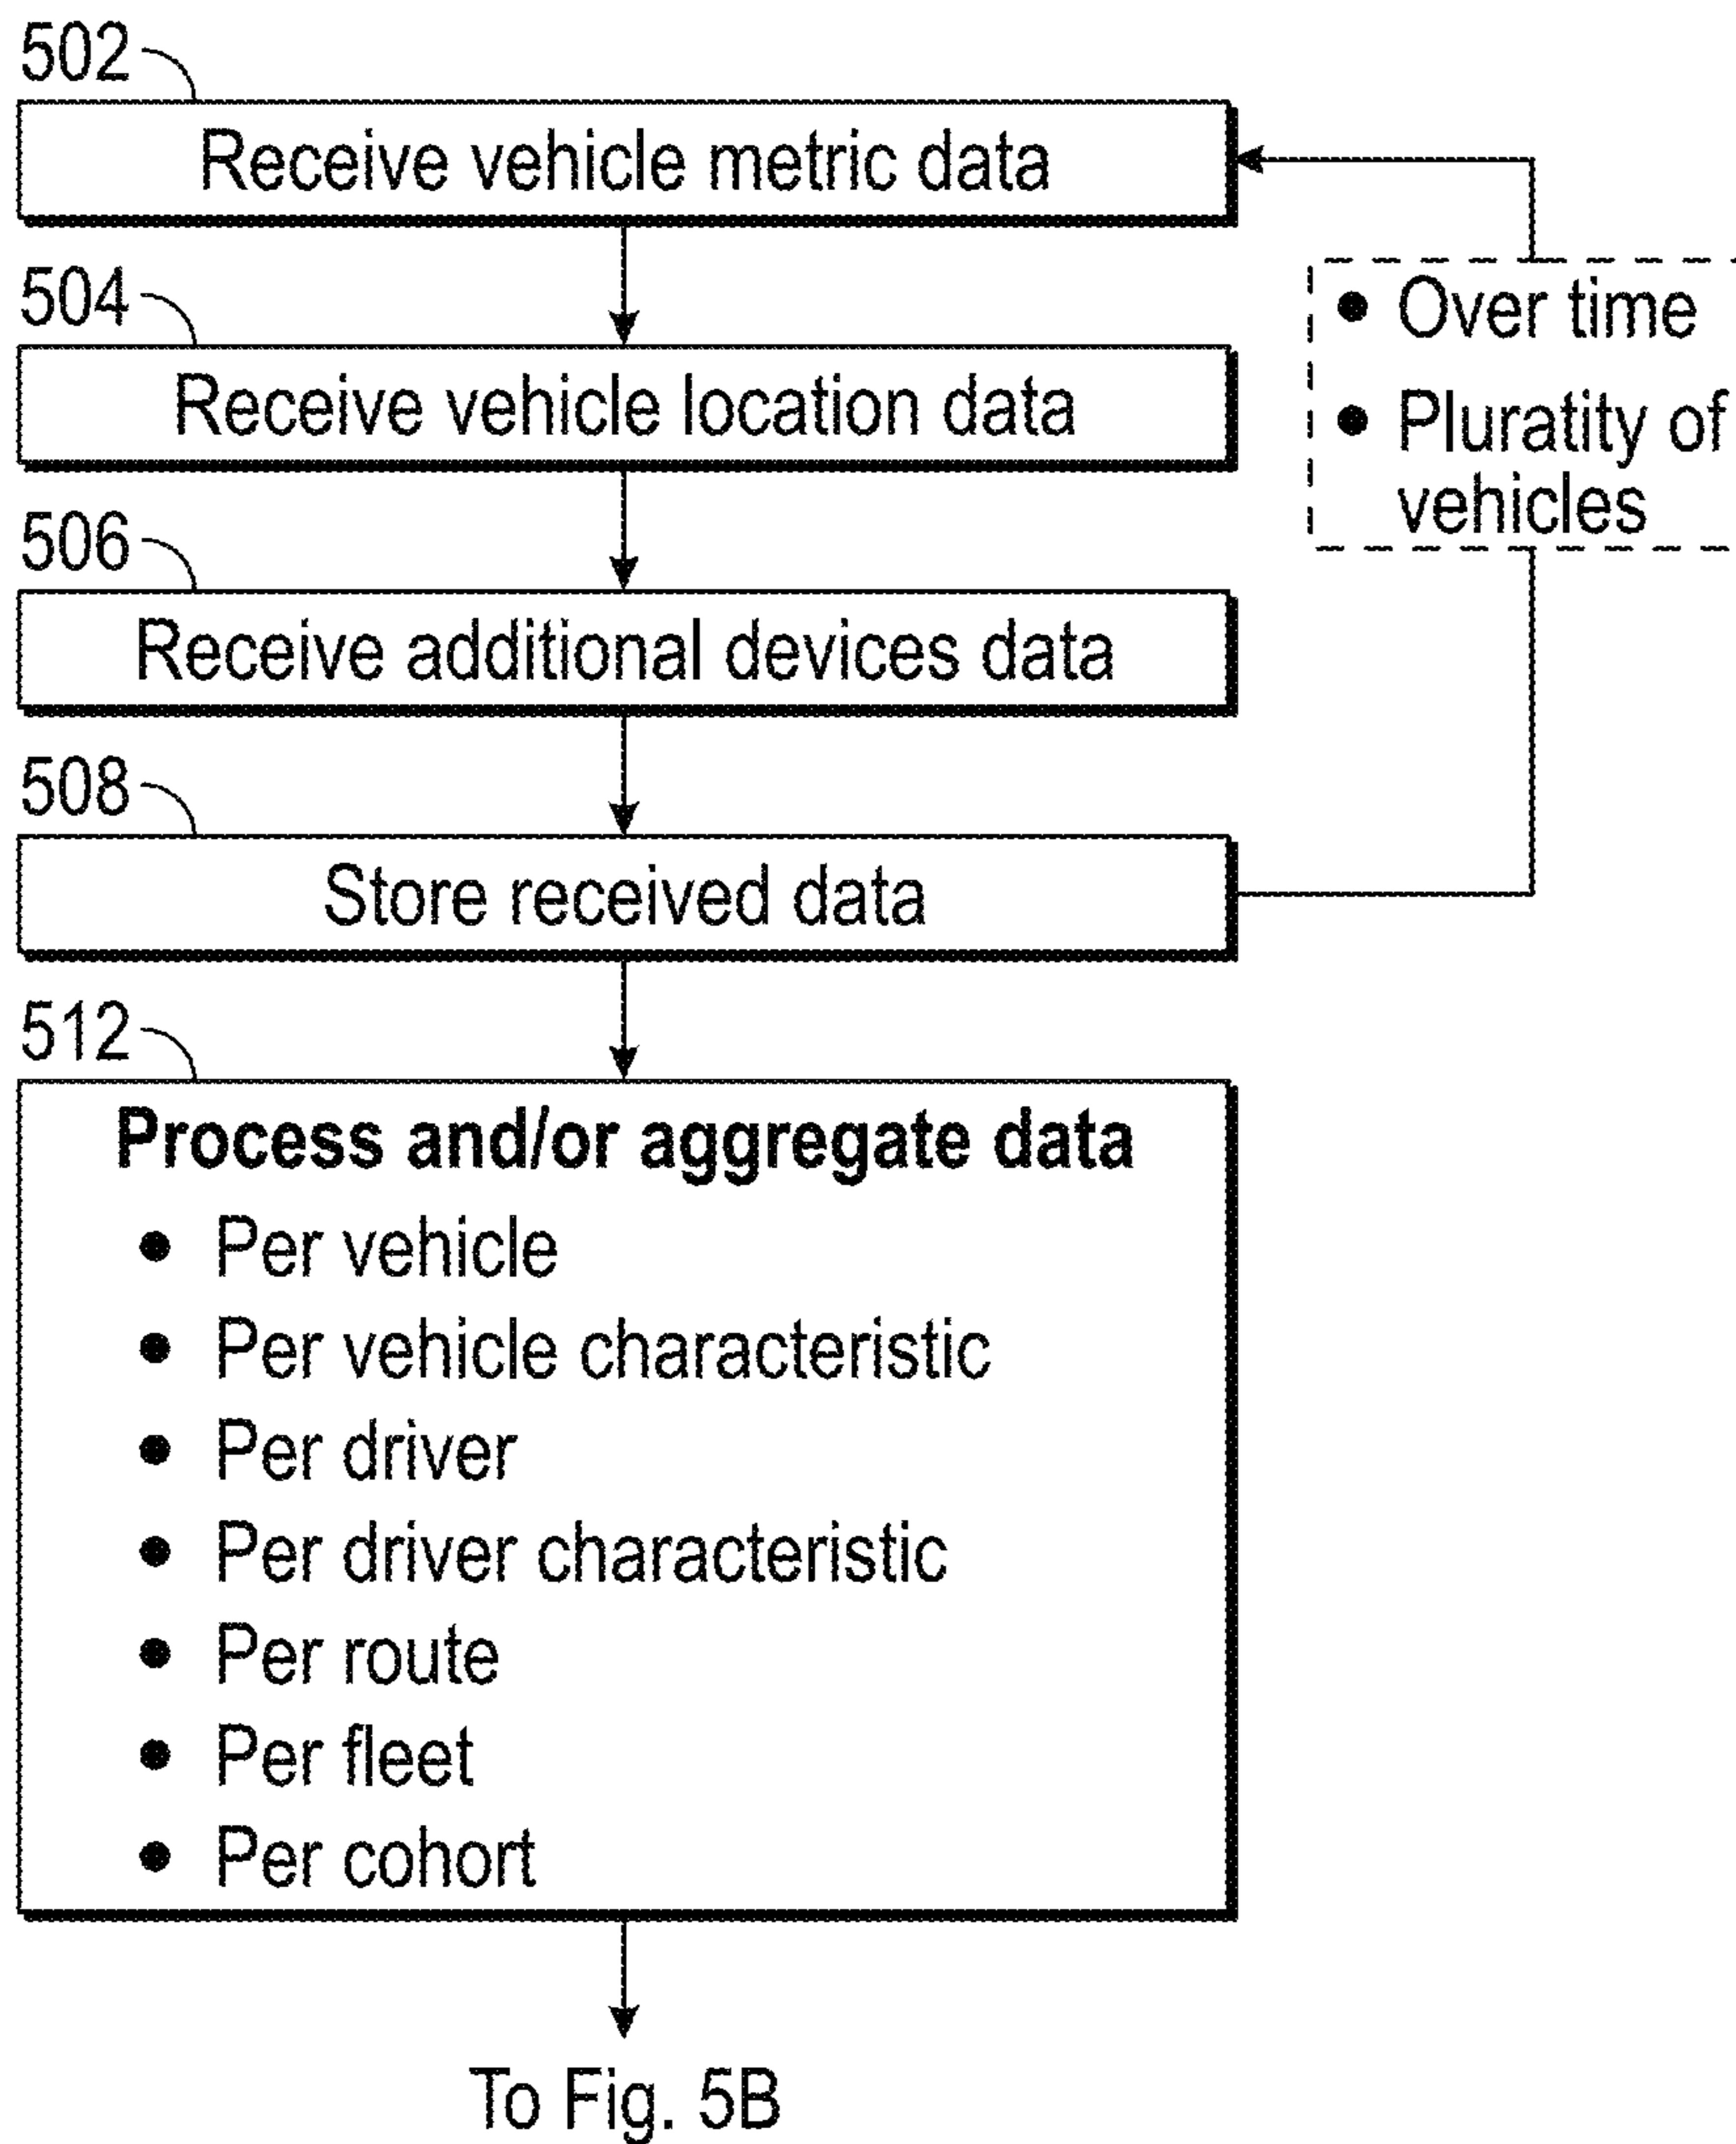 502
Receive vehicle metric data
504
Receive vehicle location data
506
Receive additional devices data
508
Store received data
• Over time
• Pluratity of
vehicles
512
Process and/or aggregate data
• Per vehicle
• Per vehicle characteristic
• Per driver
• Per driver characteristic
• Per route
• Per fleet
• Per cohort
To Fig. 5B